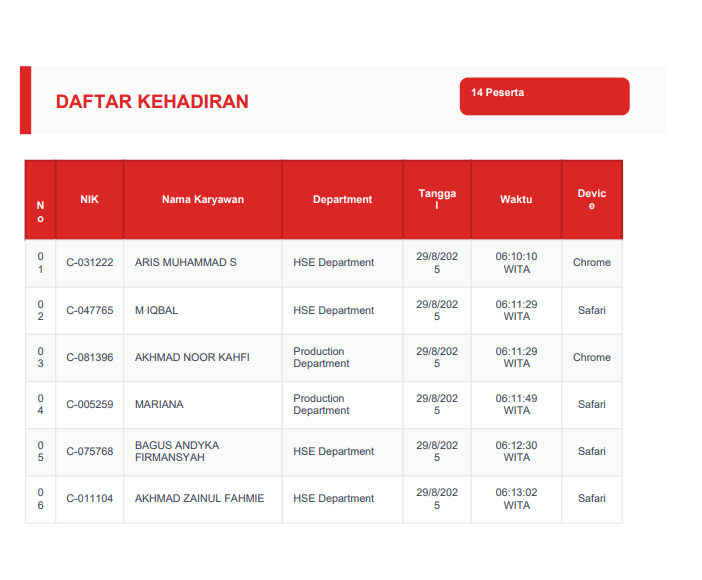 DAFTAR KEHADIRAN
14 Peserta
No NIK Nama Karyawan Department Tanggal Waktu Device
01 C-031222 ARIS MUHAMMAD S HSE Department 29/8/2025 06:10:10 WITA Chrome
02 C-047765 M IQBAL HSE Department 29/8/2025 06:11:29 WITA Safari
03 C-081396 AKHMAD NOOR KAHFI Production Department 29/8/2025 06:11:29 WITA Chrome
04 C-005259 MARIANA Production Department 29/8/2025 06:11:49 WITA Safari
05 C-075768 BAGUS ANDYKA FIRMANSYAH HSE Department 29/8/2025 06:12:30 WITA Safari
06 C-011104 AKHMAD ZAINUL FAHMIE HSE Department 29/8/2025 06:13:02 WITA Safari